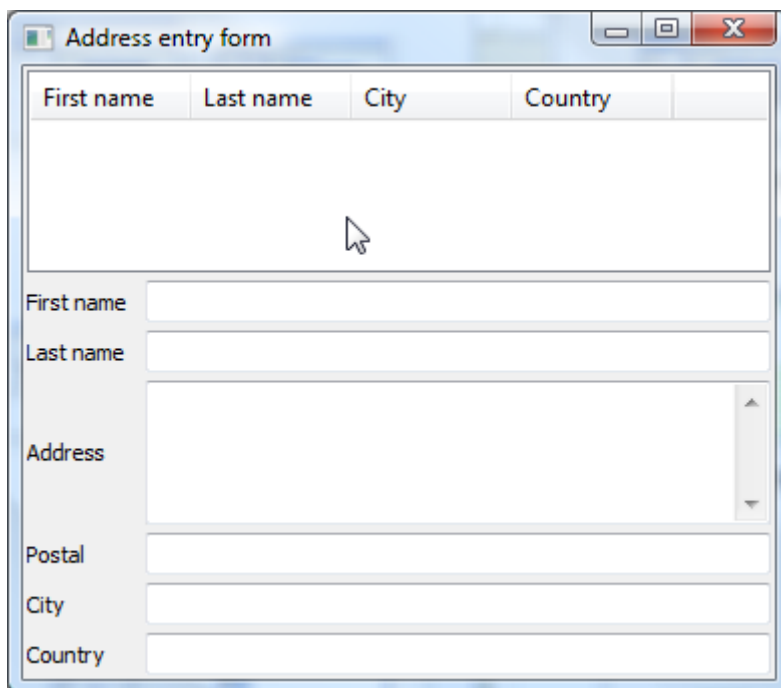 Address entry form
First name Last name City Country
First name
Last name
Address
Postal
City
Country